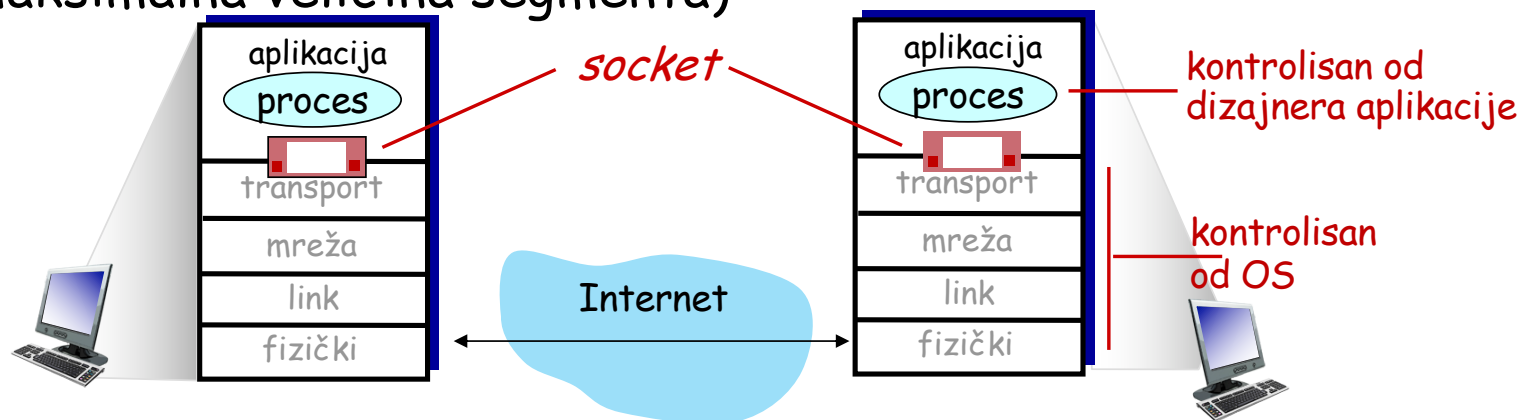 maksimalna veličina segmenta)
aplikacija
proces
transport
mreža
link
fizički
socket
Internet
aplikacija
proces
transport
mreža
link
fizički
kontrolisan od
dizajnera aplikacije
kontrolisan
od OS